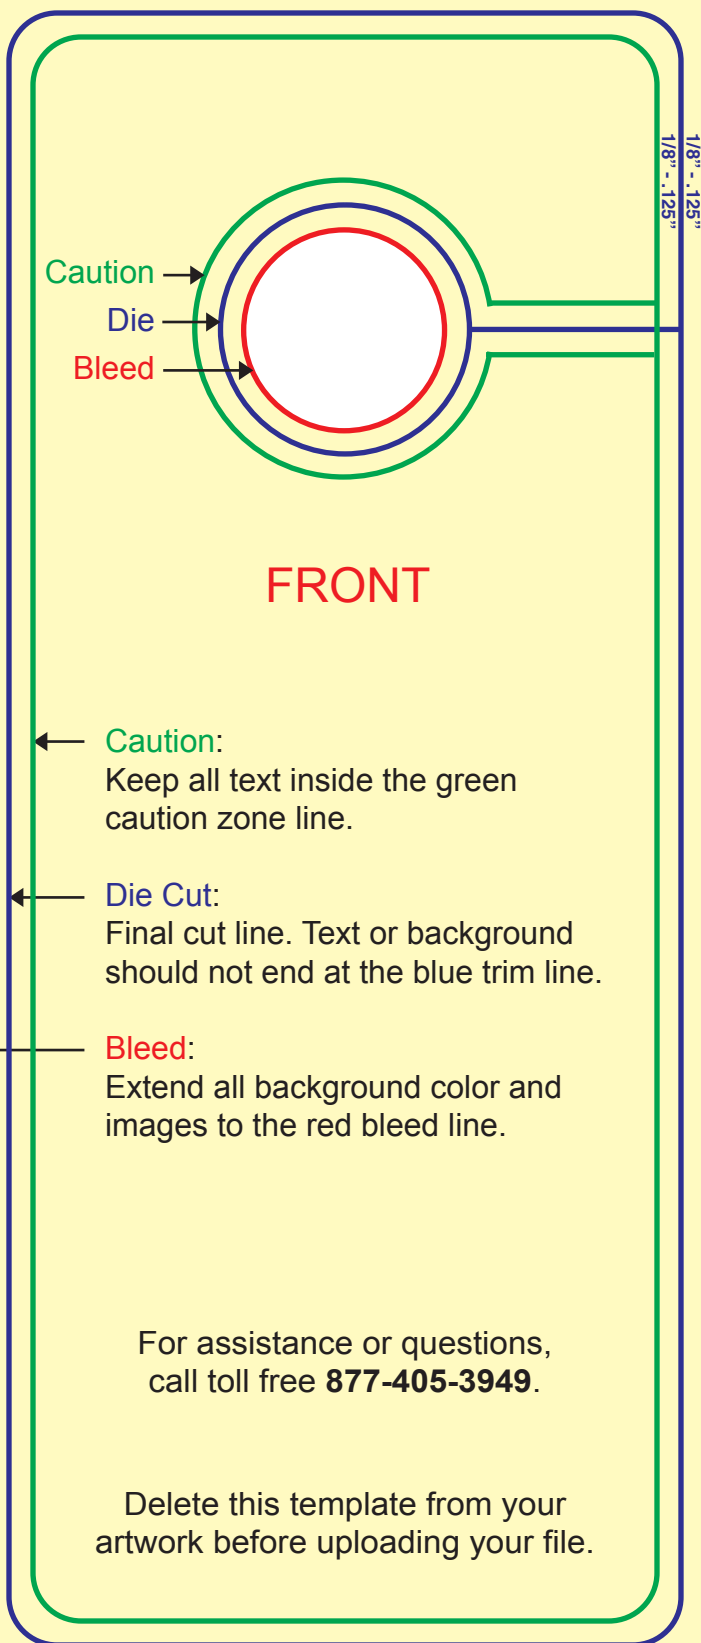 1/8” - .125”
1/8” - .125”
Caution
Die
Bleed
FRONT
Caution:
Keep all text inside the green
caution zone line.
Die Cut:
Final cut line. Text or background
should not end at the blue trim line.
Bleed:
Extend all background color and
images to the red bleed line.
For assistance or questions,
call toll free 877-405-3949.
Delete this template from your
artwork before uploading your file.